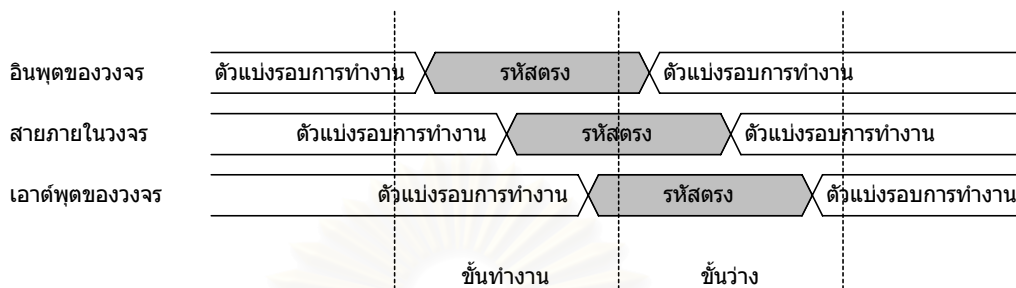 อินพุตของวงจร ตัวแบ่งรอบการทำงาน รหัสตรง ตัวแบ่งรอบการทำงาน
สายภายในวงจร ตัวแบ่งรอบการทำงาน รหัสตรง ตัวแบ่งรอบการทำงาน
เอาต์พุตของวงจร ตัวแบ่งรอบการทำงาน รหัสตรง ตัวแบ่งรอบการทำงาน
ขั้นทำงาน ขั้นว่าง